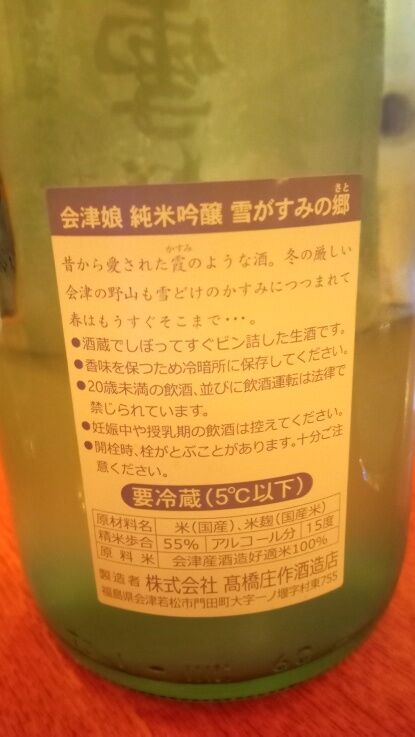 会津娘 純米吟醸 雪がすみの郷
さと
昔から愛された霞のような酒。冬の厳しい
かすみ
会津の野山も雪どけのかすみにつつまれて
春はもうすぐそこまで・・・。
●酒蔵でしぼってすぐビン詰した生酒です。
●香味を保つため冷暗所に保存してください。
●20歳未満の飲酒、並びに飲酒運転は法律で
禁じられています。
●妊娠中や授乳期の飲酒は控えてください。
●開栓時、栓がとぶことがあります。十分ご注
意ください。
要冷蔵(5℃以下)
原材料名 米(国産)、米麹(国産米)
精米歩合 55% アルコール分 15度
原料米 会津産酒造好適米100%
製造者 株式会社 髙橋庄作酒造店
福島県会津若松市門田町大字一ノ堰字村東755